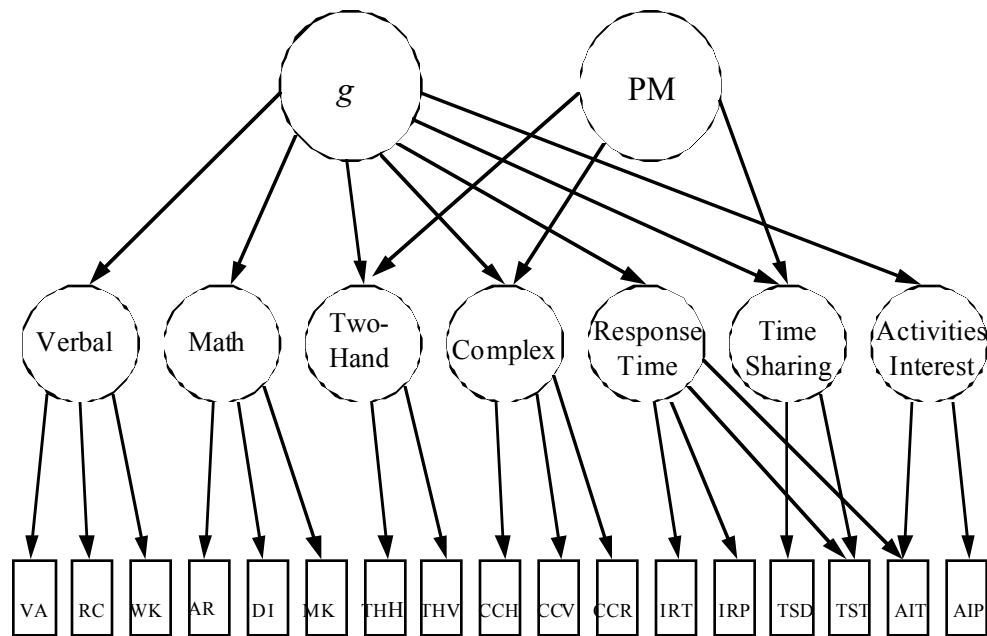 g
PM
Verbal
Math
Two-
Hand
Complex
Response
Time
Time
Sharing
Activities
Interest
VA
RC
WK
AR
DI
MK
THH
THV
CCH
CCV
CCR
IRT
IRP
TSD
TST
AIT
AIP